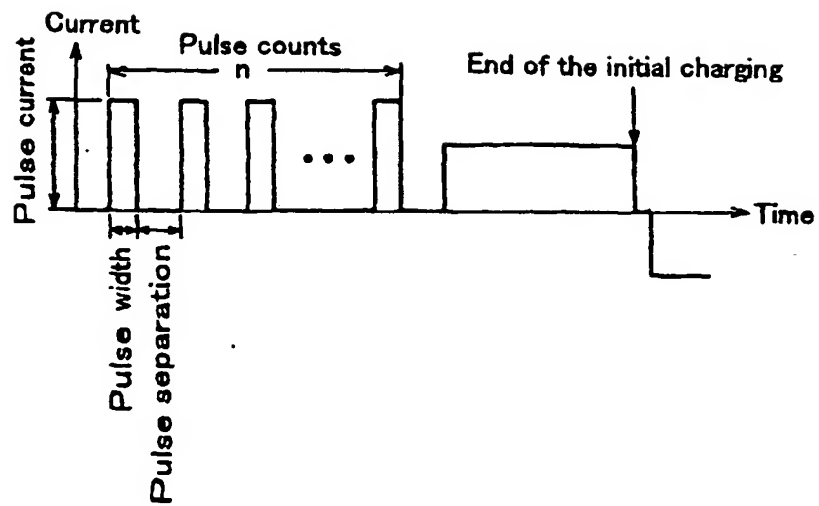 Current
Pulse counts
n
End of the initial charging
Pulse current
Time
Pulse width
Pulse separation